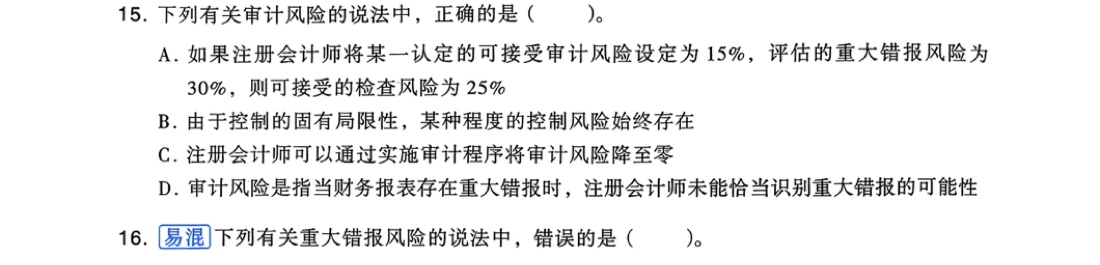 15. 下列有关审计风险的说法中，正确的是（  ）。
A. 如果注册会计师将某一认定的可接受审计风险设定为 15%，评估的重大错报风险为
30%，则可接受的检查风险为 25%
B. 由于控制的固有局限性，某种程度的控制风险始终存在
C. 注册会计师可以通过实施审计程序将审计风险降至零
D. 审计风险是指当财务报表存在重大错报时，注册会计师未能恰当识别重大错报的可能性
16. 易混 下列有关重大错报风险的说法中，错误的是（  ）。